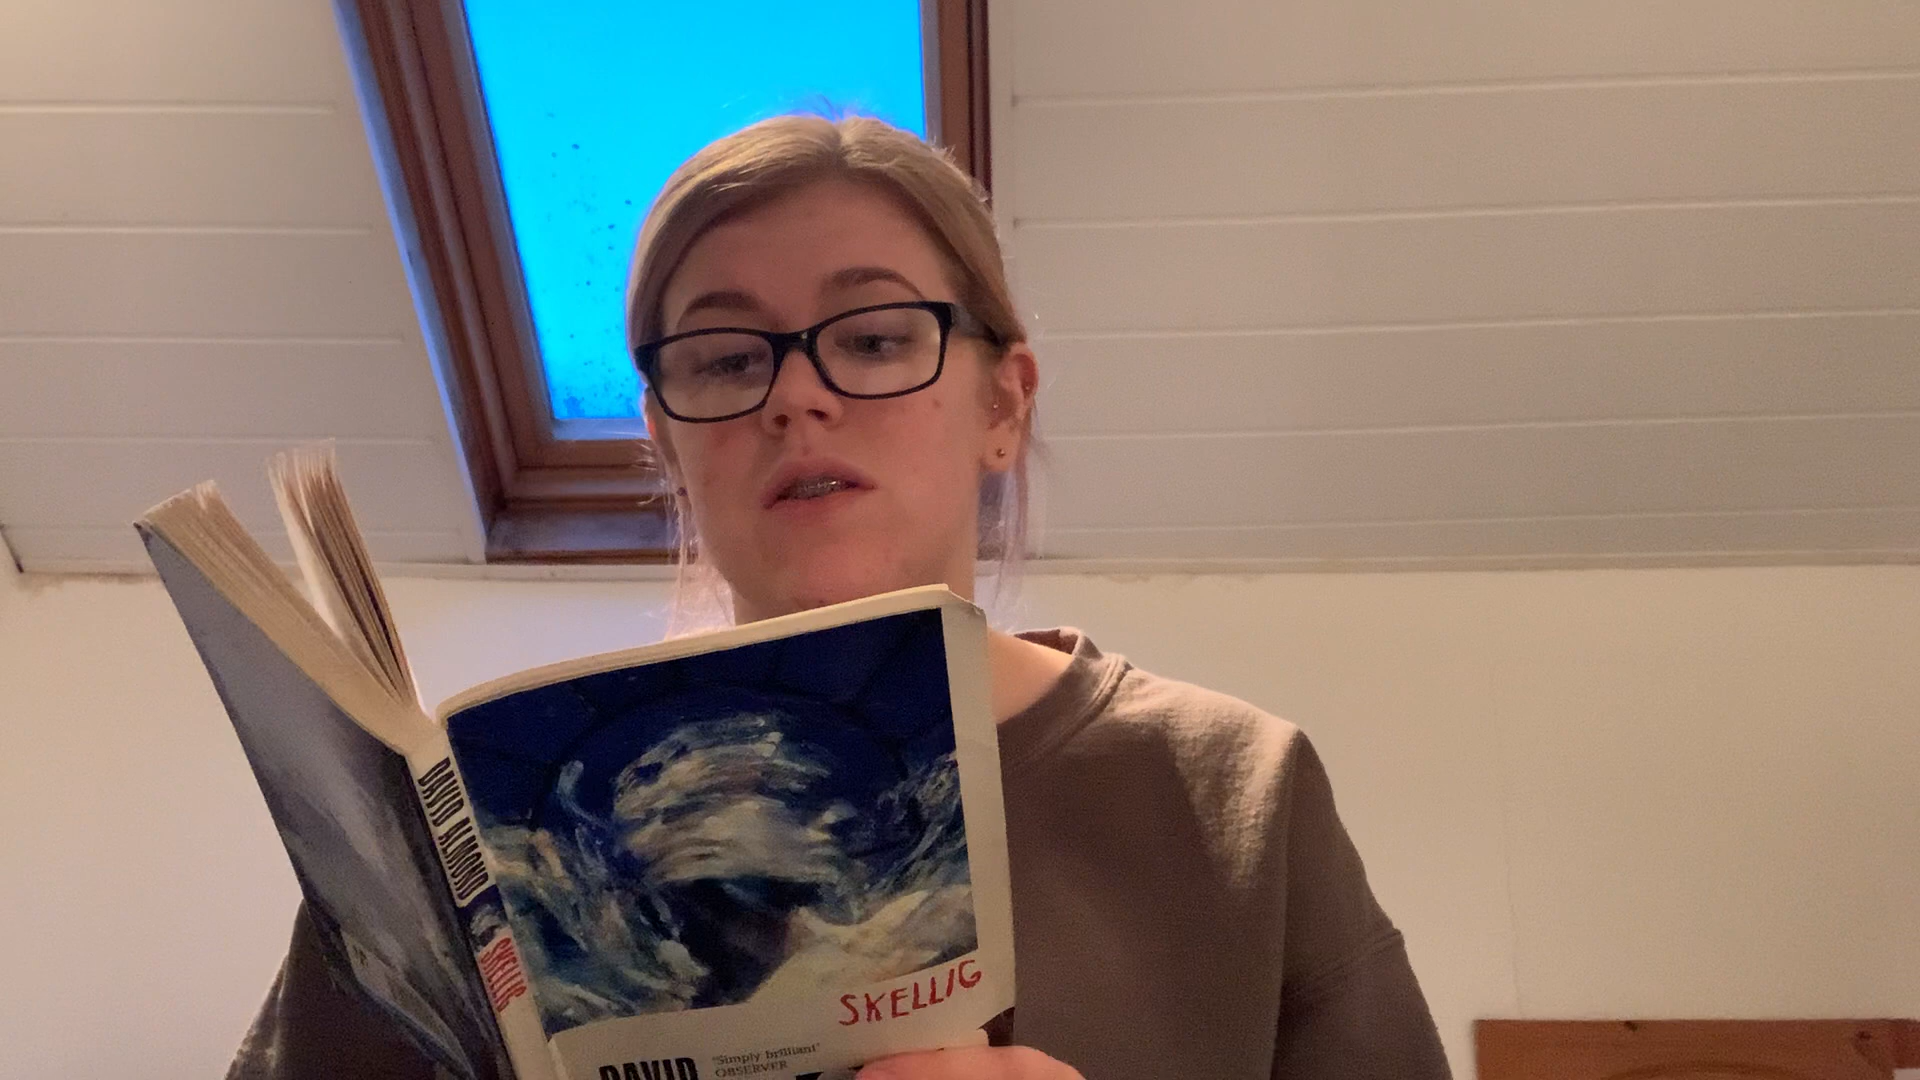 DAVID ALMOND SKELLIG
SKELLIG
DAVID
"Simply brilliant"
OBSERVER